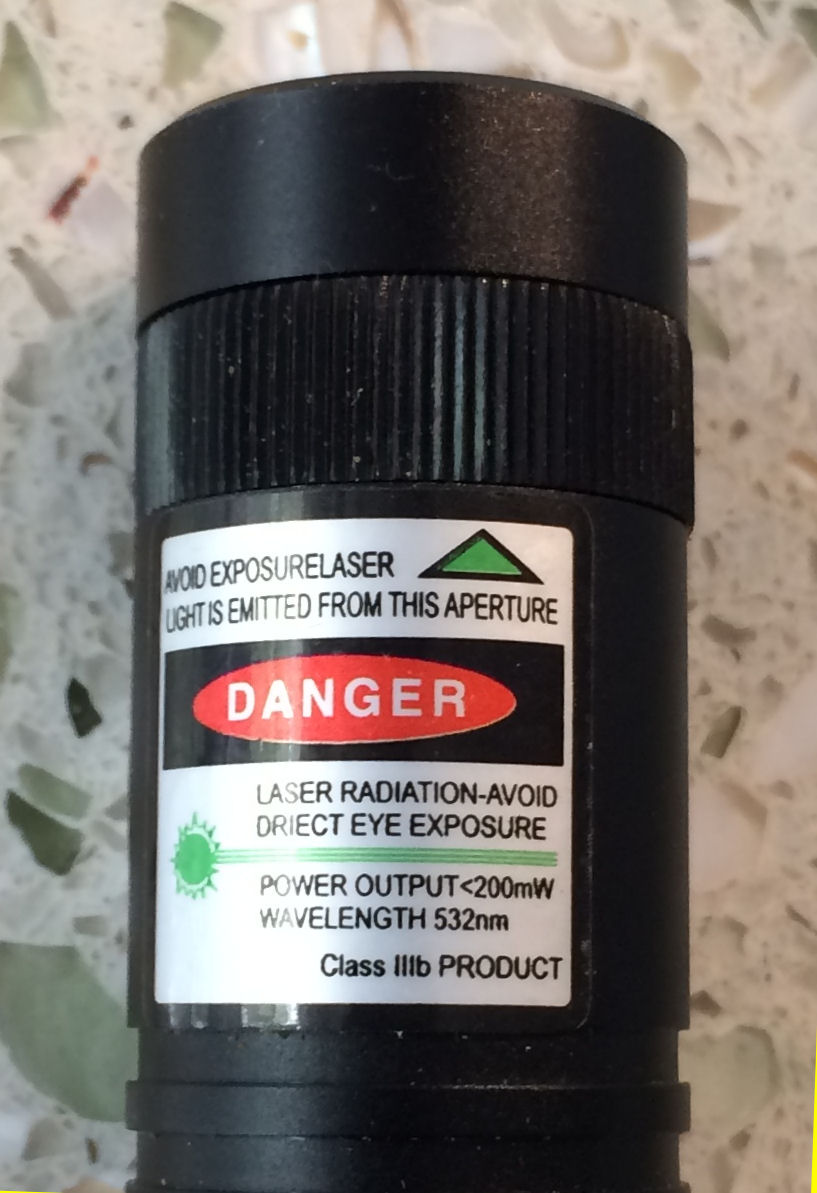 AVOID EXPOSURELASER
LIGHT IS EMITTED FROM THIS APERTURE
DANGER
LASER RADIATION-AVOID
DRIECT EYE EXPOSURE
POWER OUTPUT<200mW
WAVELENGTH 532nm
Class IIIb PRODUCT